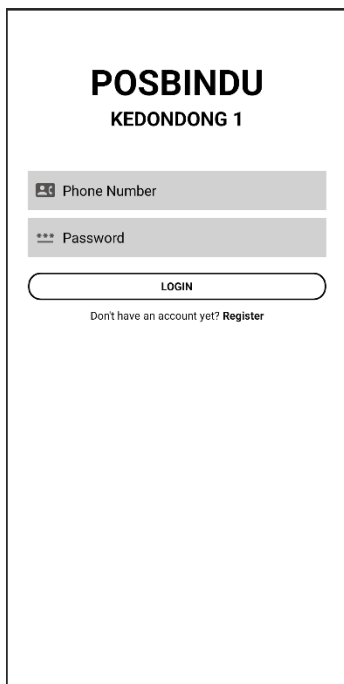 POSBINDU
KEDONDONG 1
Phone Number
Password
LOGIN
Don't have an account yet? Register